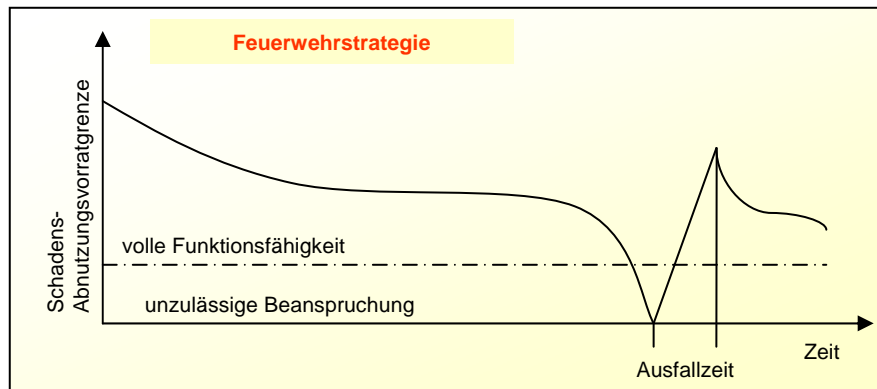 Feuerwehrstrategie
Schadens-
Abnutzungsvorratgrenze
volle Funktionsfähigkeit
unzulässige Beanspruchung
Zeit
Ausfallzeit